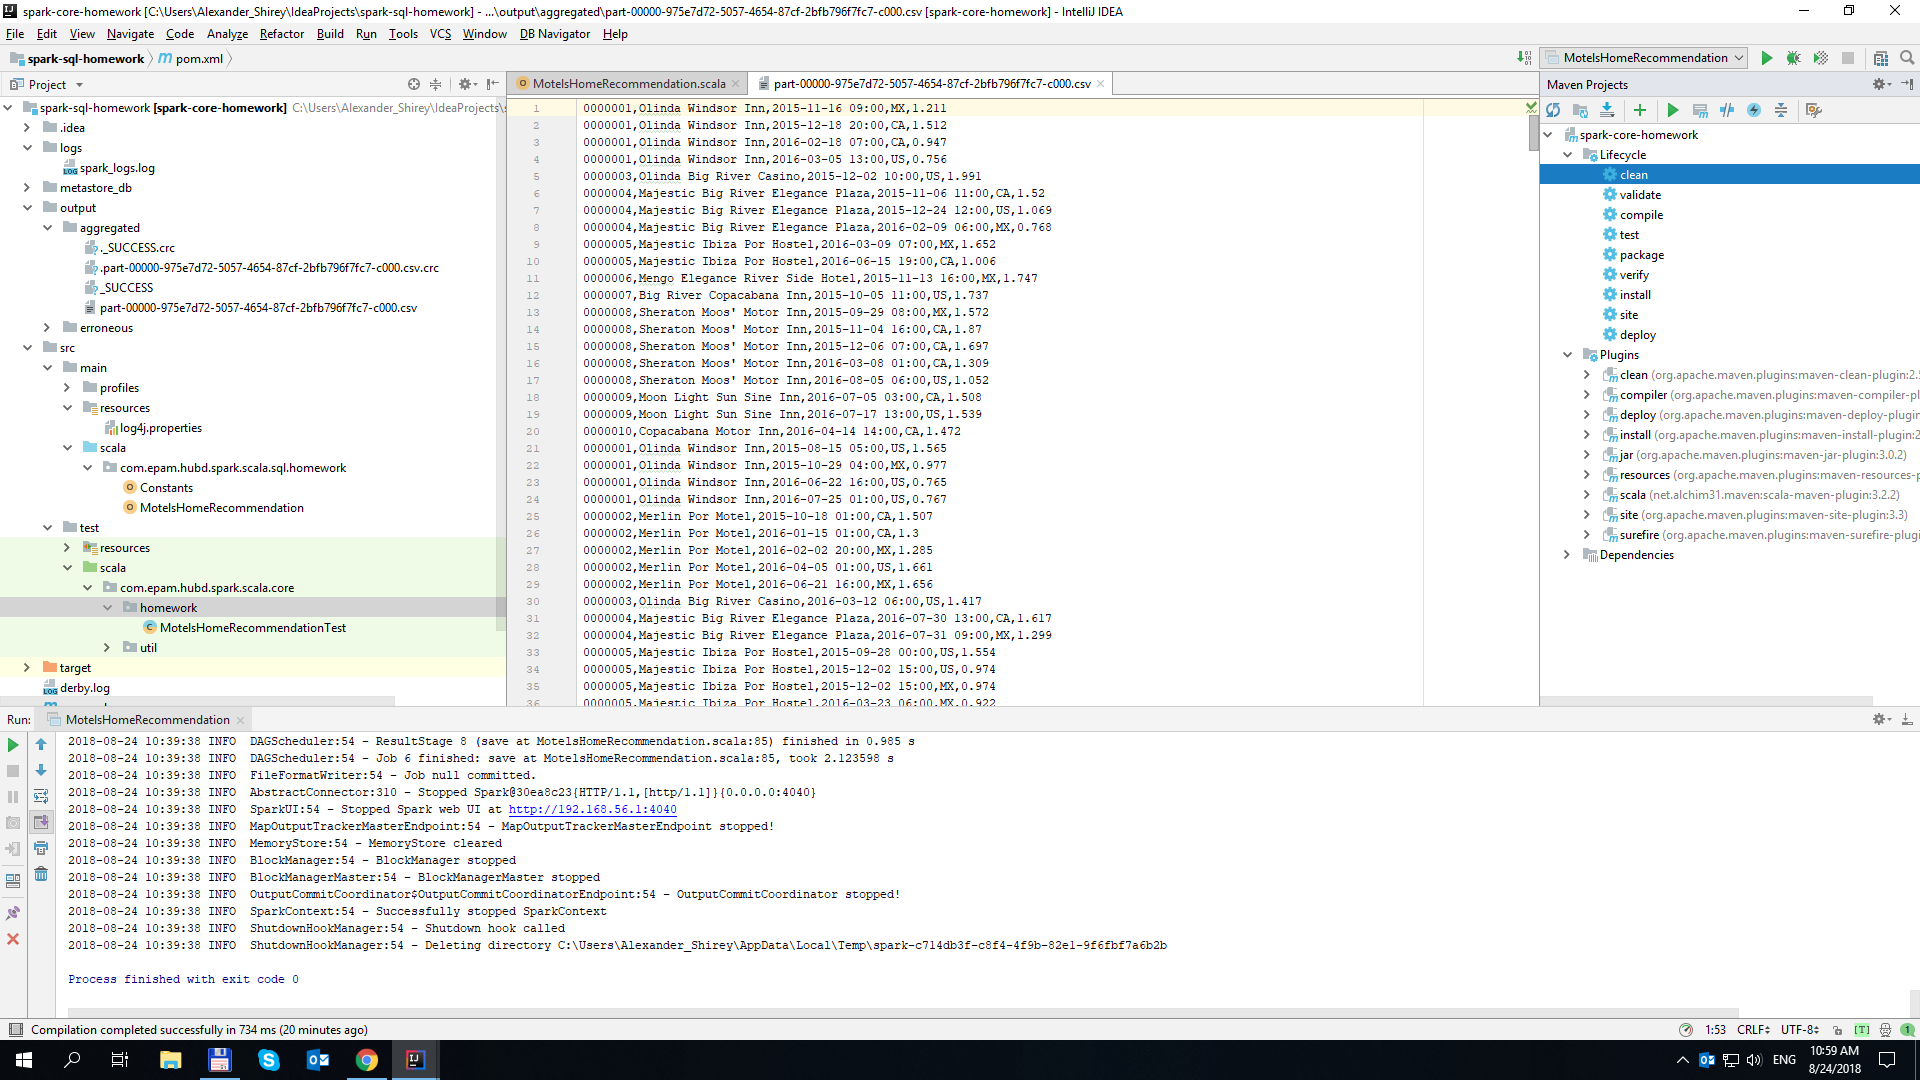 spark-core-homework [C:\Users\Alexander_Shirey\IdeaProjects\spark-sql-homework] - ...\output\aggregated\part-00000-975e7d72-5057-4654-87cf-2bfb796f7fc7-c000.csv [spark-core-homework] - IntelliJ IDEA
File Edit View Navigate Code Analyze Refactor Build Run Tools VCS Window DB Navigator Help
spark-sql-homework pom.xml
MotelsHomeRecommendation
Project
spark-sql-homework [spark-core-homework] C:\Users\Alexander_Shirey\IdeaProjects\
.idea
logs
spark_logs.log
metastore_db
output
aggregated
._SUCCESS.crc
.part-00000-975e7d72-5057-4654-87cf-2bfb796f7fc7-c000.csv.crc
_SUCCESS
part-00000-975e7d72-5057-4654-87cf-2bfb796f7fc7-c000.csv
erroneous
src
main
profiles
resources
log4j.properties
scala
com.epam.hubd.spark.scala.sql.homework
Constants
MotelsHomeRecommendation
test
resources
scala
com.epam.hubd.spark.scala.core
homework
MotelsHomeRecommendationTest
util
target
derby.log
MotelsHomeRecommendation.scala part-00000-975e7d72-5057-4654-87cf-2bfb796f7fc7-c000.csv
1 0000001,Olinda Windsor Inn,2015-11-16 09:00,MX,1.211
2 0000001,Olinda Windsor Inn,2015-12-18 20:00,CA,1.512
3 0000001,Olinda Windsor Inn,2016-02-18 07:00,CA,0.947
4 0000001,Olinda Windsor Inn,2016-03-05 13:00,US,0.756
5 0000003,Olinda Big River Casino,2015-12-02 10:00,US,1.991
6 0000004,Majestic Big River Elegance Plaza,2015-11-06 11:00,CA,1.52
7 0000004,Majestic Big River Elegance Plaza,2015-12-24 12:00,US,1.069
8 0000004,Majestic Big River Elegance Plaza,2016-02-09 06:00,MX,0.768
9 0000005,Majestic Ibiza Por Hostel,2016-03-09 07:00,MX,1.652
10 0000005,Majestic Ibiza Por Hostel,2016-06-15 19:00,CA,1.006
11 0000006,Mengo Elegance River Side Hotel,2015-11-13 16:00,MX,1.747
12 0000007,Big River Copacabana Inn,2015-10-05 11:00,US,1.737
13 0000008,Sheraton Moos' Motor Inn,2015-09-29 08:00,MX,1.572
14 0000008,Sheraton Moos' Motor Inn,2015-11-04 16:00,CA,1.87
15 0000008,Sheraton Moos' Motor Inn,2015-12-06 07:00,CA,1.697
16 0000008,Sheraton Moos' Motor Inn,2016-03-08 01:00,CA,1.309
17 0000008,Sheraton Moos' Motor Inn,2016-08-05 06:00,US,1.052
18 0000009,Moon Light Sun Sine Inn,2016-07-05 03:00,CA,1.508
19 0000009,Moon Light Sun Sine Inn,2016-07-17 13:00,US,1.539
20 0000010,Copacabana Motor Inn,2016-04-14 14:00,CA,1.472
21 0000001,Olinda Windsor Inn,2015-08-15 05:00,US,1.565
22 0000001,Olinda Windsor Inn,2015-10-29 04:00,MX,0.977
23 0000001,Olinda Windsor Inn,2016-06-22 16:00,US,0.765
24 0000001,Olinda Windsor Inn,2016-07-25 01:00,US,0.767
25 0000002,Merlin Por Motel,2015-10-18 01:00,CA,1.507
26 0000002,Merlin Por Motel,2016-01-15 01:00,CA,1.3
27 0000002,Merlin Por Motel,2016-02-02 20:00,MX,1.285
28 0000002,Merlin Por Motel,2016-04-05 01:00,US,1.661
29 0000002,Merlin Por Motel,2016-06-21 16:00,MX,1.656
30 0000003,Olinda Big River Casino,2016-03-12 06:00,US,1.417
31 0000004,Majestic Big River Elegance Plaza,2016-07-30 13:00,CA,1.617
32 0000004,Majestic Big River Elegance Plaza,2016-07-31 09:00,MX,1.299
33 0000005,Majestic Ibiza Por Hostel,2015-09-28 00:00,US,1.554
34 0000005,Majestic Ibiza Por Hostel,2015-12-02 15:00,US,0.974
35 0000005,Majestic Ibiza Por Hostel,2015-12-02 15:00,MX,0.974
36 0000005,Majestic Ibiza Por Hostel,2016-03-23 06:00,MX,0.922
Maven Projects
spark-core-homework
Lifecycle
clean
validate
compile
test
package
verify
install
site
deploy
Plugins
clean (org.apache.maven.plugins:maven-clean-plugin:2.5
compiler (org.apache.maven.plugins:maven-compiler-pl
deploy (org.apache.maven.plugins:maven-deploy-plugin
install (org.apache.maven.plugins:maven-install-plugin:2
jar (org.apache.maven.plugins:maven-jar-plugin:3.0.2)
resources (org.apache.maven.plugins:maven-resources-p
scala (net.alchim31.maven:scala-maven-plugin:3.2.2)
site (org.apache.maven.plugins:maven-site-plugin:3.3)
surefire (org.apache.maven.plugins:maven-surefire-plugi
Dependencies
Run: MotelsHomeRecommendation
2018-08-24 10:39:38 INFO DAGScheduler:54 - ResultStage 8 (save at MotelsHomeRecommendation.scala:85) finished in 0.985 s
2018-08-24 10:39:38 INFO DAGScheduler:54 - Job 6 finished: save at MotelsHomeRecommendation.scala:85, took 2.123598 s
2018-08-24 10:39:38 INFO FileFormatWriter:54 - Job null committed.
2018-08-24 10:39:38 INFO AbstractConnector:310 - Stopped Spark@30ea8c23{HTTP/1.1,[http/1.1]}{0.0.0.0:4040}
2018-08-24 10:39:38 INFO SparkUI:54 - Stopped Spark web UI at http://192.168.56.1:4040
2018-08-24 10:39:38 INFO MapOutputTrackerMasterEndpoint:54 - MapOutputTrackerMasterEndpoint stopped!
2018-08-24 10:39:38 INFO MemoryStore:54 - MemoryStore cleared
2018-08-24 10:39:38 INFO BlockManager:54 - BlockManager stopped
2018-08-24 10:39:38 INFO BlockManagerMaster:54 - BlockManagerMaster stopped
2018-08-24 10:39:38 INFO OutputCommitCoordinator$OutputCommitCoordinatorEndpoint:54 - OutputCommitCoordinator stopped!
2018-08-24 10:39:38 INFO SparkContext:54 - Successfully stopped SparkContext
2018-08-24 10:39:38 INFO ShutdownHookManager:54 - Shutdown hook called
2018-08-24 10:39:38 INFO ShutdownHookManager:54 - Deleting directory C:\Users\Alexander_Shirey\AppData\Local\Temp\spark-c714db3f-c8f4-4f9b-82e1-9f6fbf7a6b2b
Process finished with exit code 0
Compilation completed successfully in 734 ms (20 minutes ago)
1:53 CRLF UTF-8
ENG
10:59 AM
8/24/2018